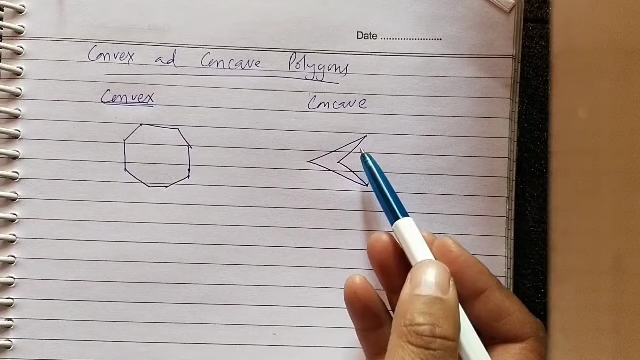 Date ......................
Convex ad Concave Polygons
Convex
Concave